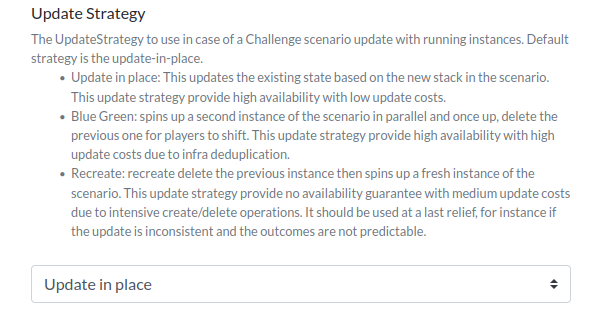 Update Strategy
The UpdateStrategy to use in case of a Challenge scenario update with running instances. Default
strategy is the update-in-place.
• Update in place: This updates the existing state based on the new stack in the scenario.
This update strategy provide high availability with low update costs.
• Blue Green: spins up a second instance of the scenario in parallel and once up, delete the
previous one for players to shift. This update strategy provide high availability with high
update costs due to infra deduplication.
• Recreate: recreate delete the previous instance then spins up a fresh instance of the
scenario. This update strategy provide no availability guarantee with medium update costs
due to intensive create/delete operations. It should be used at a last relief, for instance if
the update is inconsistent and the outcomes are not predictable.
Update in place